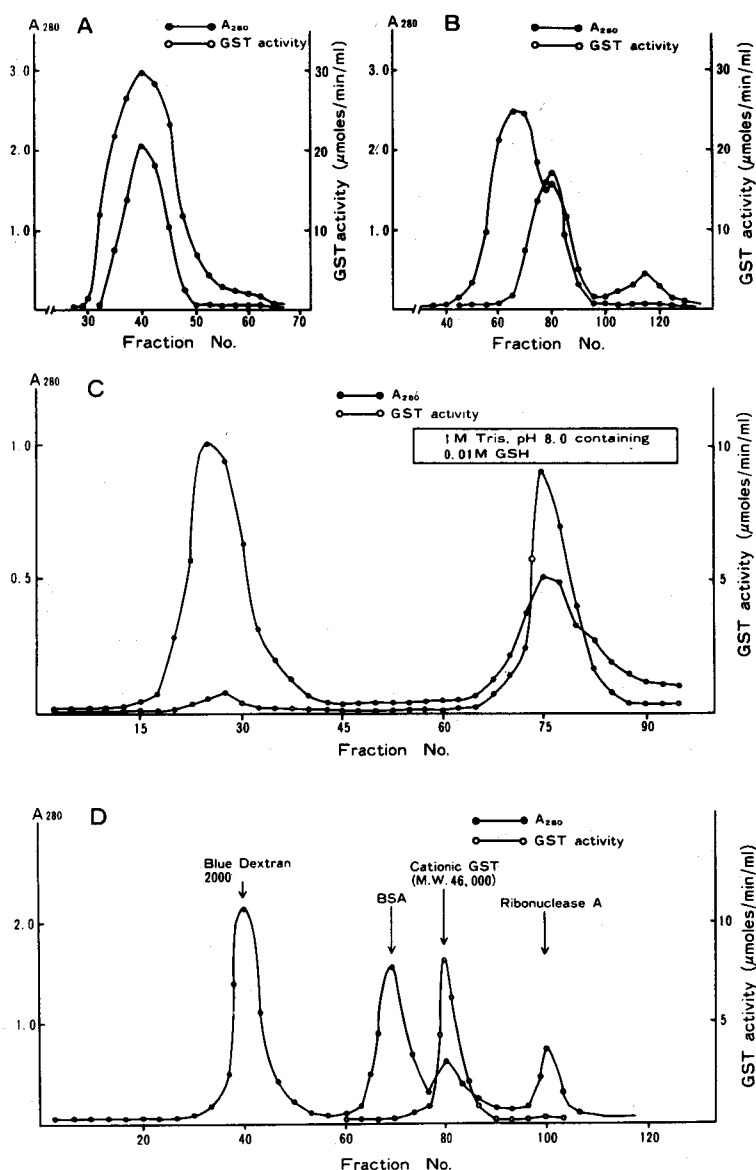 A280
A
A280
GST activity
3.0
2.0
1.0
30
20
10
GST activity (μmoles/min/ml)
30 40 50 60 70
Fraction No.
A280
B
A280
GST activity
3.0
2.0
1.0
30
20
10
GST activity (μmoles/min/ml)
40 60 80 100 120
Fraction No.
A280
C
A280
GST activity
1M Tris, pH 8.0 containing
0.01M GSH
1.0
0.5
10
5
GST activity (μmoles/min/ml)
15 30 45 60 75 90
Fraction No.
A280
D
A280
GST activity
Blue Dextran
2000
BSA
Cationic GST
(M.W. 46,000)
Ribonuclease A
2.0
1.0
10
5
GST activity (μmoles/min/ml)
20 40 60 80 100 120
Fraction No.